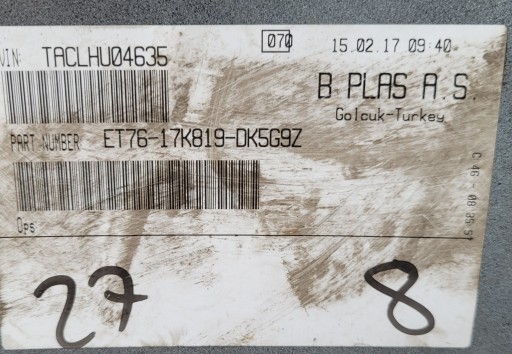 VIN: TACLHU04635
070
15.02.17 09:40
B PLAS A.S.
Golcuk-Turkey
PART NUMBER ET76-17K819-DK5G9Z
Ops
27
8